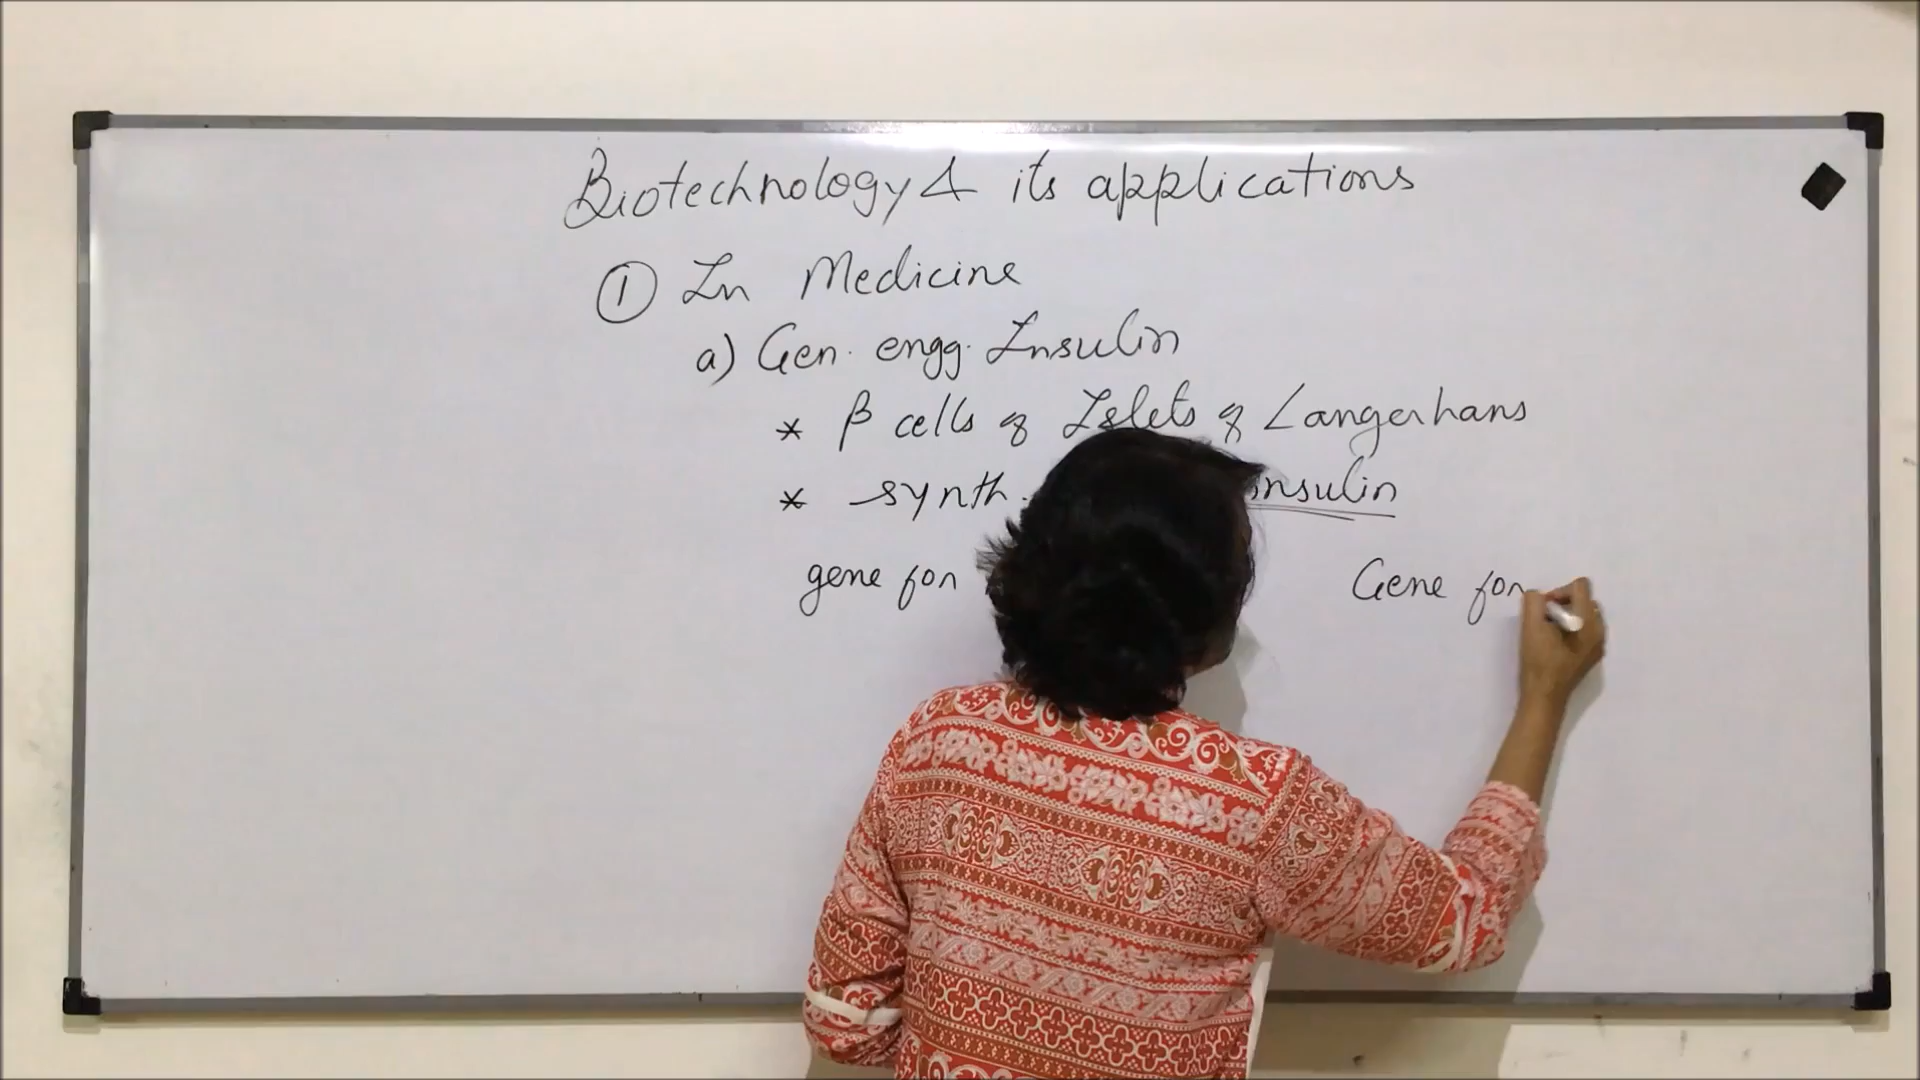 Biotechnology & its applications
① In Medicine
a) Gen. engg. Insulin
* β cells of Islets of Langerhans
* synth. insulin
gene for Gene for